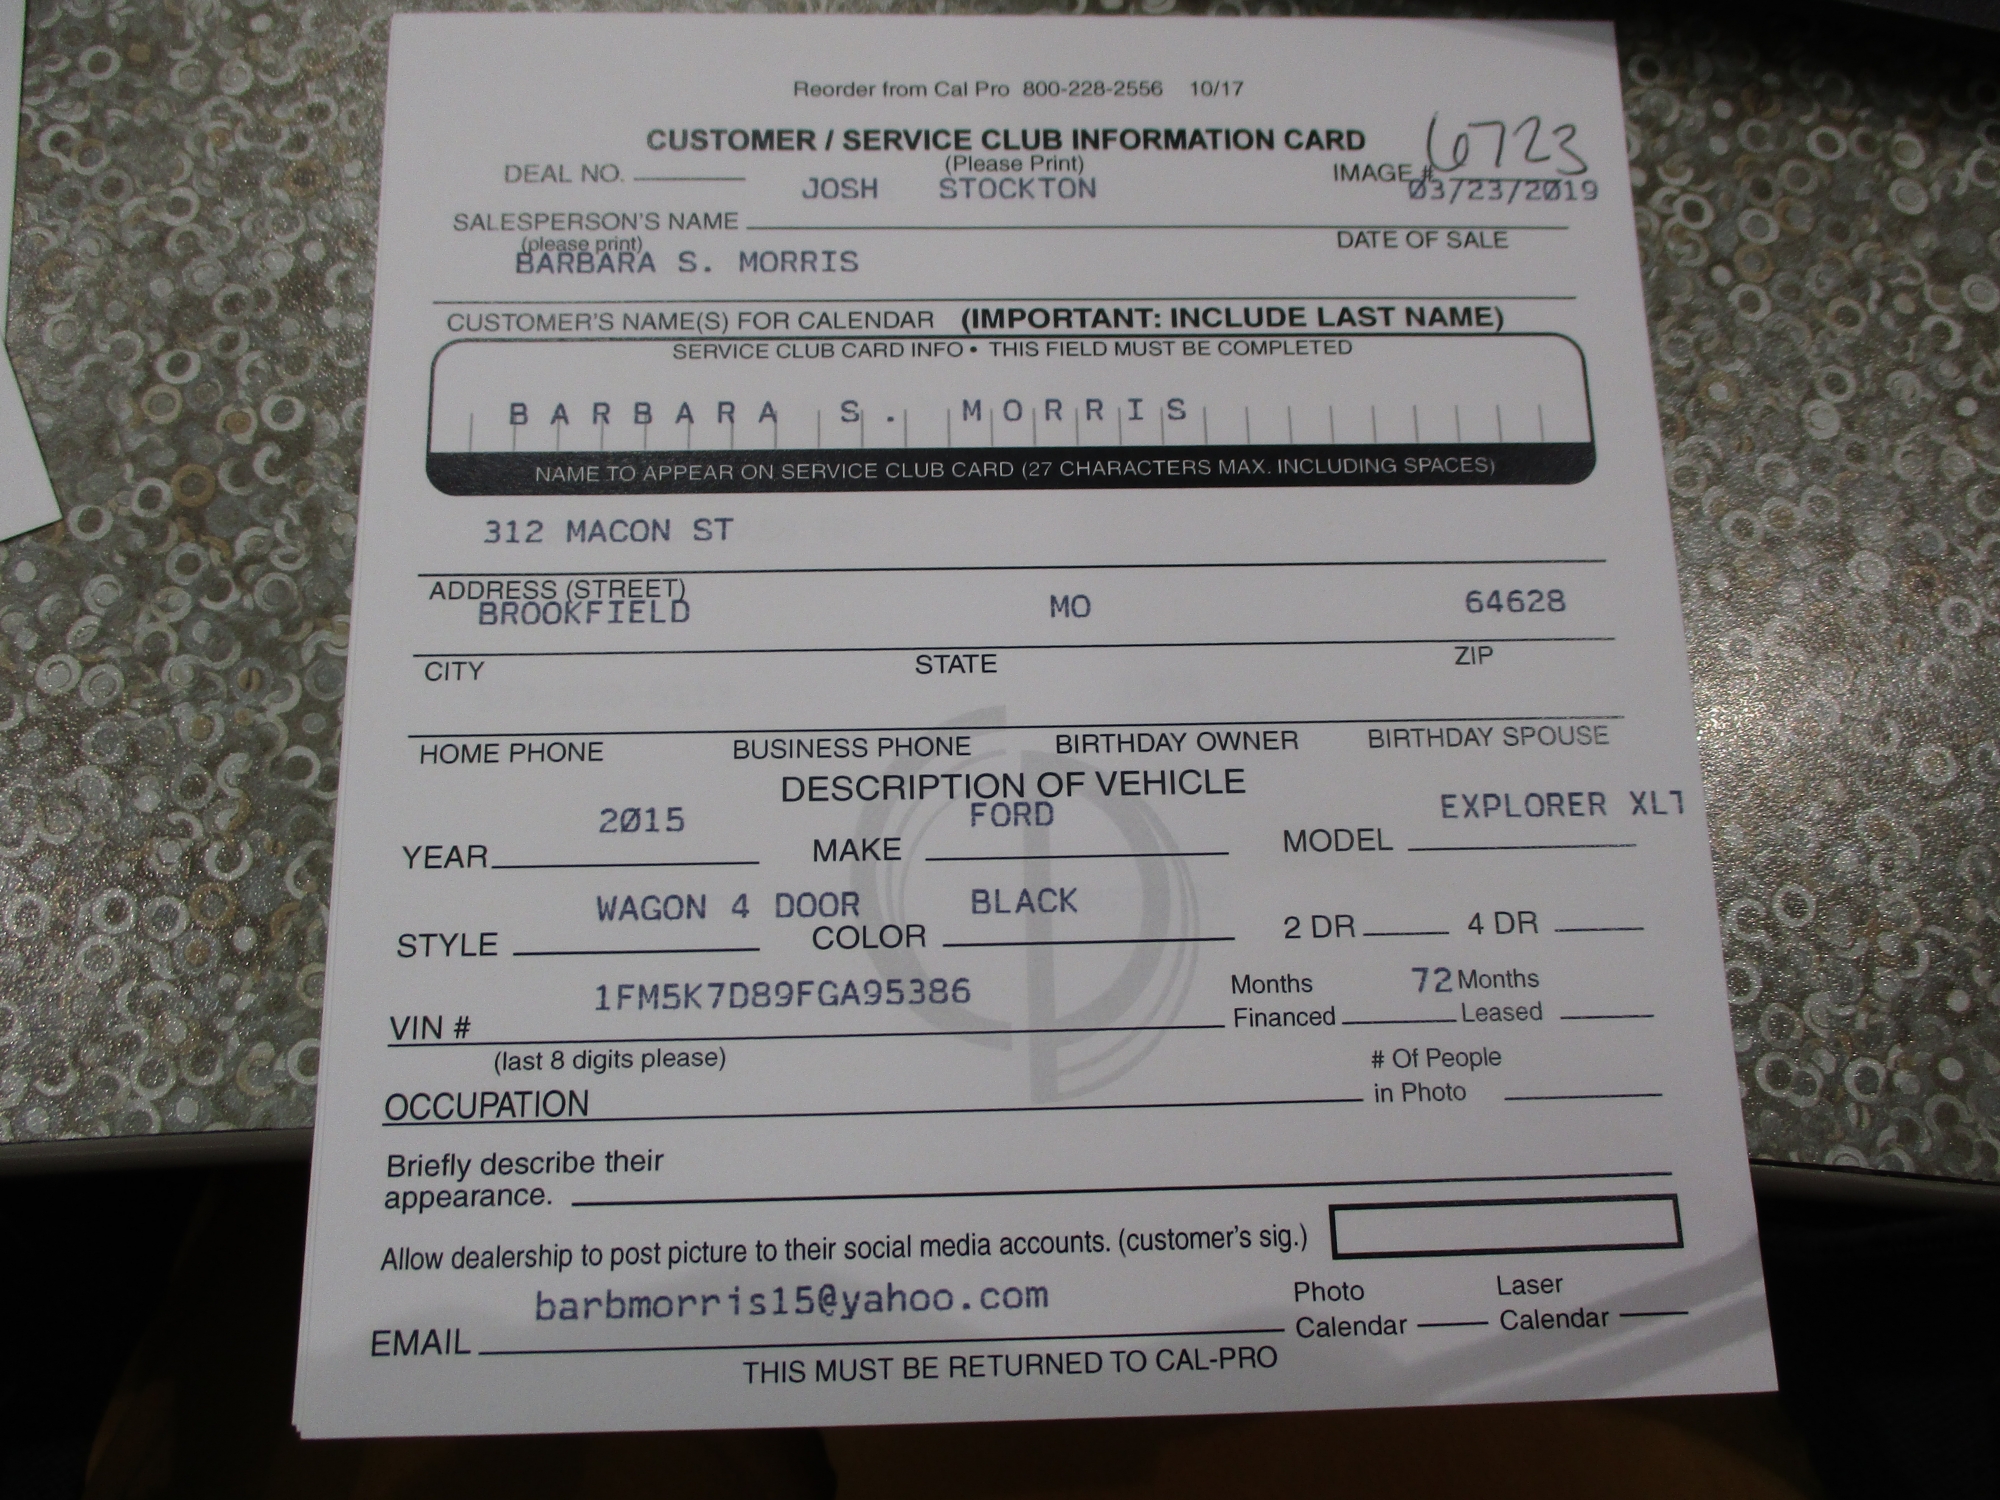 Reorder from Cal Pro 800-228-2556 10/17
CUSTOMER / SERVICE CLUB INFORMATION CARD
(Please Print)
DEAL NO. IMAGE # 6723
JOSH STOCKTON 03/23/2019
SALESPERSON'S NAME
(please print) DATE OF SALE
BARBARA S. MORRIS
CUSTOMER'S NAME(S) FOR CALENDAR (IMPORTANT: INCLUDE LAST NAME)
SERVICE CLUB CARD INFO • THIS FIELD MUST BE COMPLETED
BARBARA S. MORRIS
NAME TO APPEAR ON SERVICE CLUB CARD (27 CHARACTERS MAX. INCLUDING SPACES)
312 MACON ST
ADDRESS (STREET)
BROOKFIELD MO 64628
CITY STATE ZIP
HOME PHONE BUSINESS PHONE BIRTHDAY OWNER BIRTHDAY SPOUSE
DESCRIPTION OF VEHICLE
2015 FORD EXPLORER XLT
YEAR MAKE MODEL
WAGON 4 DOOR BLACK
STYLE COLOR 2 DR 4 DR
1FM5K7D89FGA95386 Months 72 Months
VIN # Financed Leased
(last 8 digits please) # Of People
OCCUPATION in Photo
Briefly describe their
appearance.
Allow dealership to post picture to their social media accounts. (customer's sig.)
barbmorris15@yahoo.com Photo Laser
EMAIL Calendar Calendar
THIS MUST BE RETURNED TO CAL-PRO